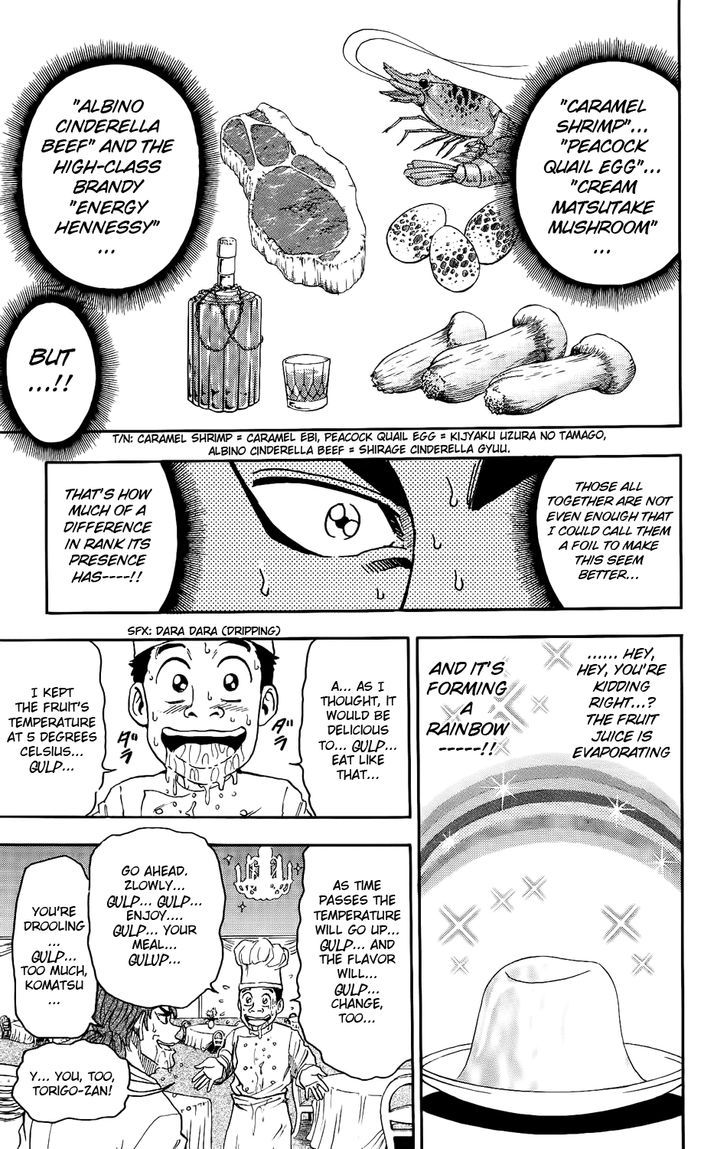 "CARAMEL
SHRIMP"...
"PEACOCK
QUAIL EGG"...
"CREAM
MATSUTAKE
MUSHROOM"
...
"ALBINO
CINDERELLA
BEEF" AND THE
HIGH-CLASS
BRANDY
"ENERGY
HENNESSY"
...
BUT
...!!
T/N: CARAMEL SHRIMP = CARAMEL EBI, PEACOCK QUAIL EGG = KIJYAKU UZURA NO TAMAGO,
ALBINO CINDERELLA BEEF = SHIRAGE CINDERELLA GYUU.
THOSE ALL
TOGETHER ARE NOT
EVEN ENOUGH THAT
I COULD CALL THEM
A FOIL TO MAKE
THIS SEEM
BETTER...
THAT'S HOW
MUCH OF A
DIFFERENCE
IN RANK ITS
PRESENCE
HAS----!!
...... HEY,
HEY, YOU'RE
KIDDING
RIGHT...?
THE FRUIT
JUICE IS
EVAPORATING
AND IT'S
FORMING
A
RAINBOW
-----!!
SFX: DARA DARA (DRIPPING)
A... AS I
THOUGHT, IT
WOULD BE
DELICIOUS
TO... GULP...
EAT LIKE
THAT...
ダラ
ダラ
I KEPT
THE FRUIT'S
TEMPERATURE
AT 5 DEGREES
CELSIUS...
GULP...
AS TIME
PASSES THE
TEMPERATURE
WILL GO UP...
GULP... AND
THE FLAVOR
WILL...
GULP...
CHANGE,
TOO...
GO AHEAD.
ZLOWLY...
GULP... GULP...
ENJOY....
GULP... YOUR
MEAL...
GULUP...
YOU'RE
DROOLING
...
GULP...
TOO MUCH,
KOMATSU
...
Y... YOU, TOO,
TORIGO-ZAN!